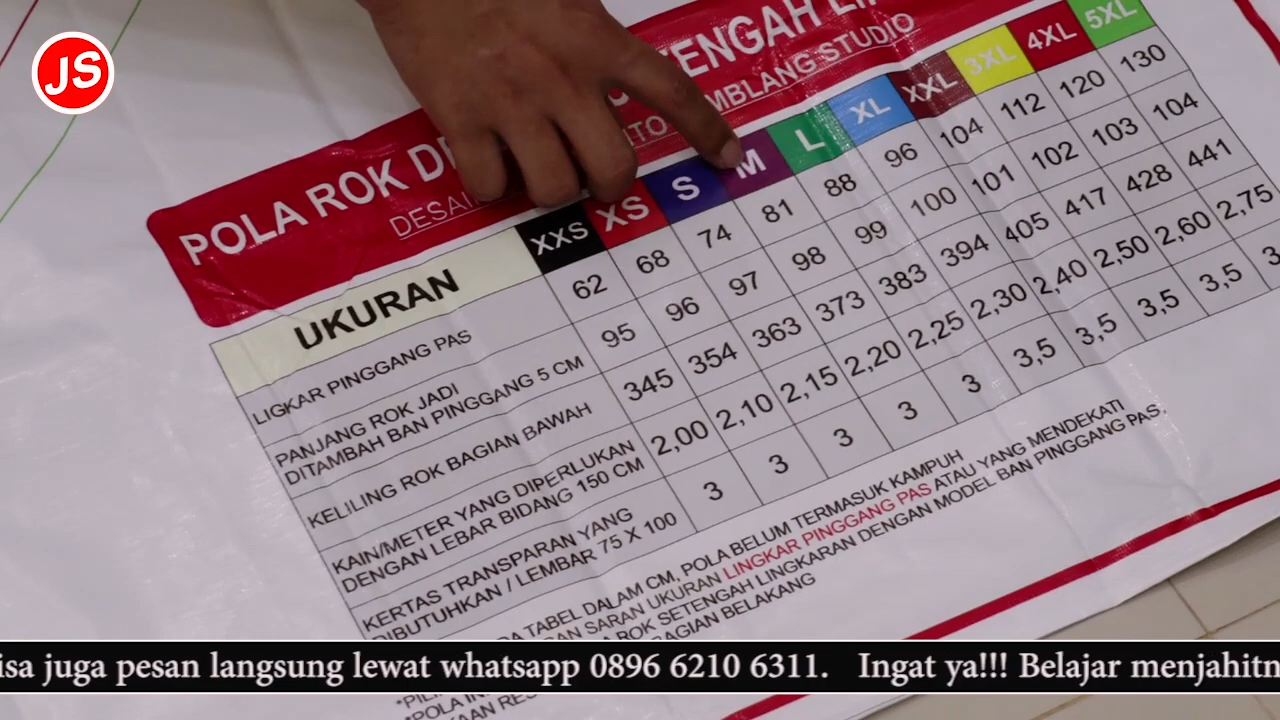 JS
POLA ROK
TENGAH
MBLANG STUDIO
UKURAN XXS XS S M L XL XXL 3XL 4XL 5XL
LIGKAR PINGGANG PAS 62 68 74 81 88 96 104 112 120 130
PANJANG ROK JADI
DITAMBAH BAN PINGGANG 5 CM 95 96 97 98 99 100 101 102 103 104
KELILING ROK BAGIAN BAWAH 345 354 363 373 383 394 405 417 428 441
KAIN/METER YANG DIPERLUKAN
DENGAN LEBAR BIDANG 150 CM 2,00 2,10 2,15 2,20 2,25 2,30 2,40 2,50 2,60 2,75
KERTAS TRANSPARAN YANG
DIBUTUHKAN / LEMBAR 75 X 100 3 3 3 3 3 3,5 3,5 3,5 3,5
TABEL DALAM CM, POLA BELUM TERMASUK KAMPUH
SARAN UKURAN LINGKAR PINGGANG PAS ATAU YANG MENDEKATI
ROK SETENGAH LINGKARAN DENGAN MODEL BAN PINGGANG PAS,
BAGIAN BELAKANG
*POLA
isa juga pesan langsung lewat whatsapp 0896 6210 6311. Ingat ya!!! Belajar menjahitn